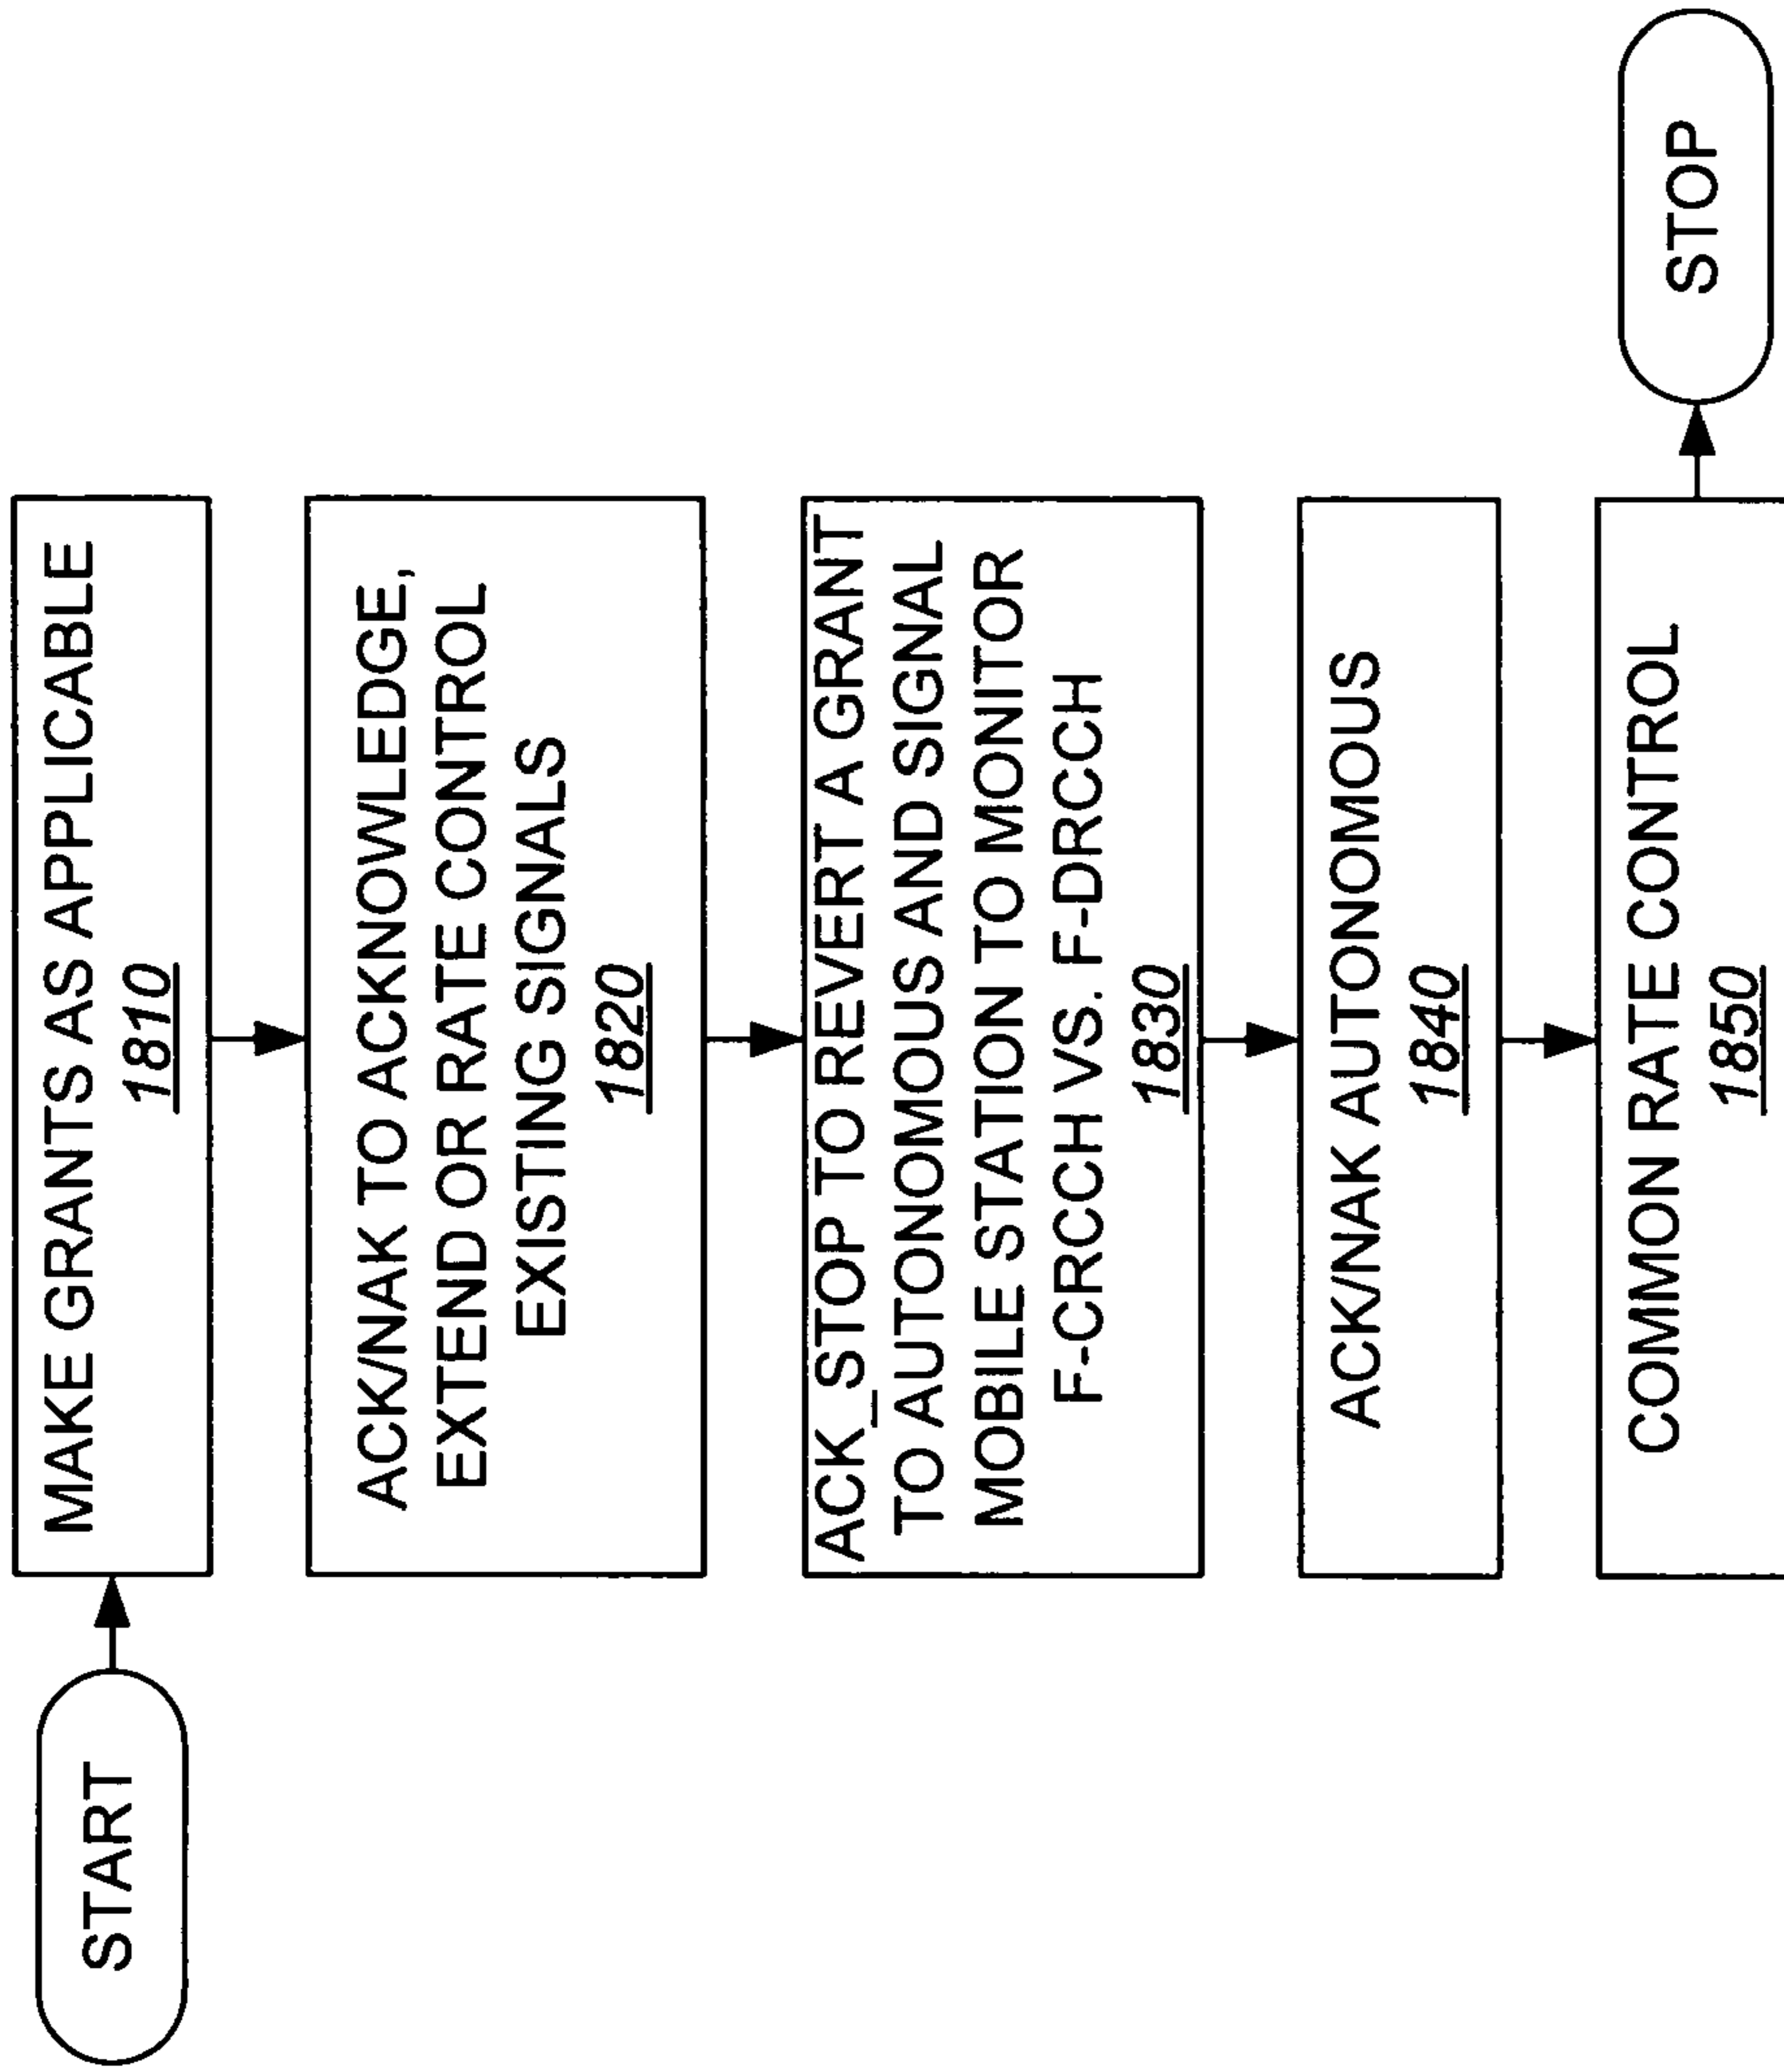 START
MAKE GRANTS AS APPLICABLE
1810
ACK/NAK TO ACKNOWLEDGE,
EXTEND OR RATE CONTROL
EXISTING SIGNALS
1820
ACK_STOP TO REVERT A GRANT
TO AUTONOMOUS AND SIGNAL
MOBILE STATION TO MONITOR
F-CRCCH VS. F-DRCCH
1830
ACK/NAK AUTONOMOUS
1840
COMMON RATE CONTROL
1850
STOP